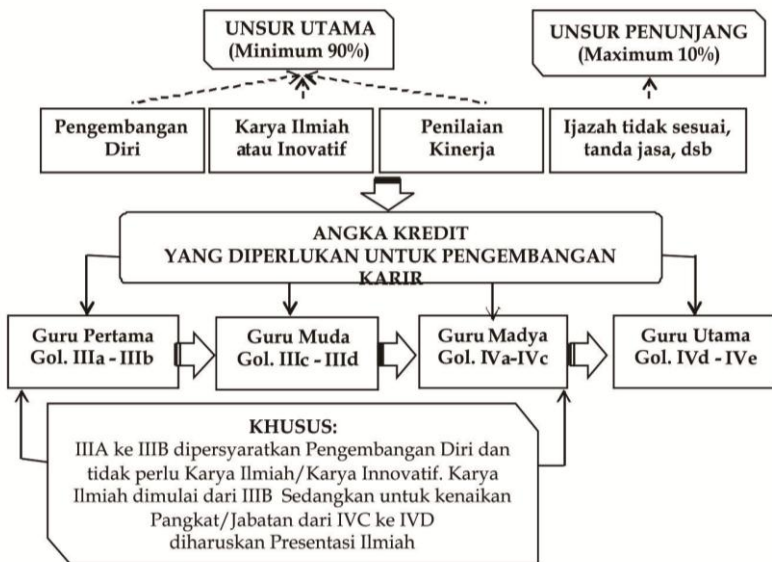 UNSUR UTAMA
(Minimum 90%)
UNSUR PENUNJANG
(Maximum 10%)
Pengembangan
Diri
Karya Ilmiah
atau Inovatif
Penilaian
Kinerja
Ijazah tidak sesuai,
tanda jasa, dsb
ANGKA KREDIT
YANG DIPERLUKAN UNTUK PENGEMBANGAN
KARIR
Guru Pertama
Gol. IIIa - IIIb
Guru Muda
Gol. IIIc - IIId
Guru Madya
Gol. IVa-IVc
Guru Utama
Gol. IVd - IVe
KHUSUS:
IIIA ke IIIB dipersyaratkan Pengembangan Diri dan
tidak perlu Karya Ilmiah/Karya Innovatif. Karya
Ilmiah dimulai dari IIIB Sedangkan untuk kenaikan
Pangkat/Jabatan dari IVC ke IVD
diharuskan Presentasi Ilmiah